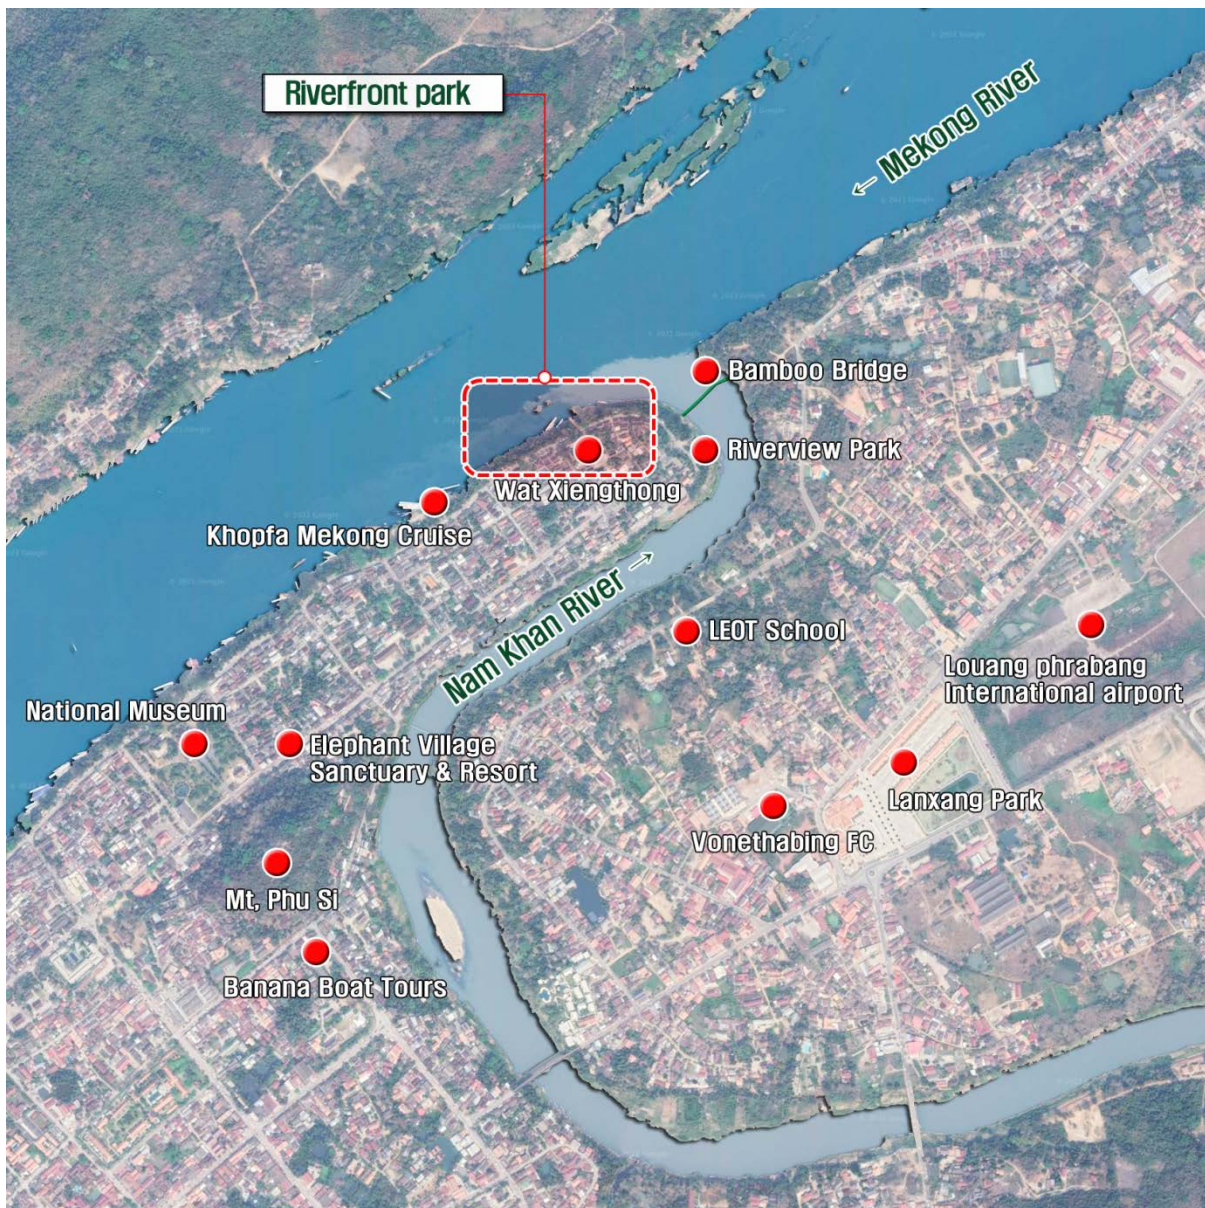 Riverfront park
← Mekong River
Bamboo Bridge
Riverview Park
Wat Xiengthong
Khopfa Mekong Cruise
Nam Khan River →
LEOT School
Louang phrabang
International airport
National Museum
Elephant Village
Sanctuary & Resort
Lanxang Park
Vonethabing FC
Mt, Phu Si
Banana Boat Tours